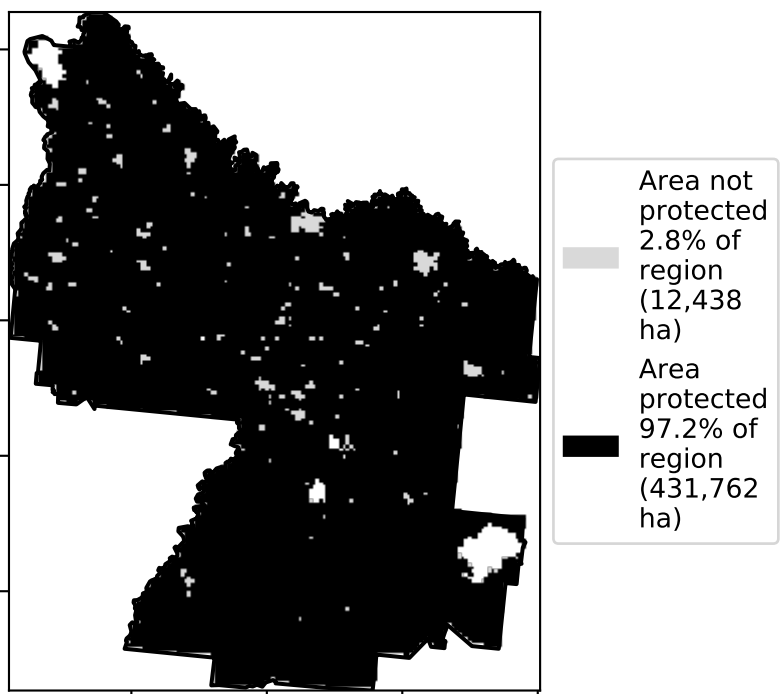 Area not
protected
2.8% of
region
(12,438
ha)
Area
protected
97.2% of
region
(431,762
ha)